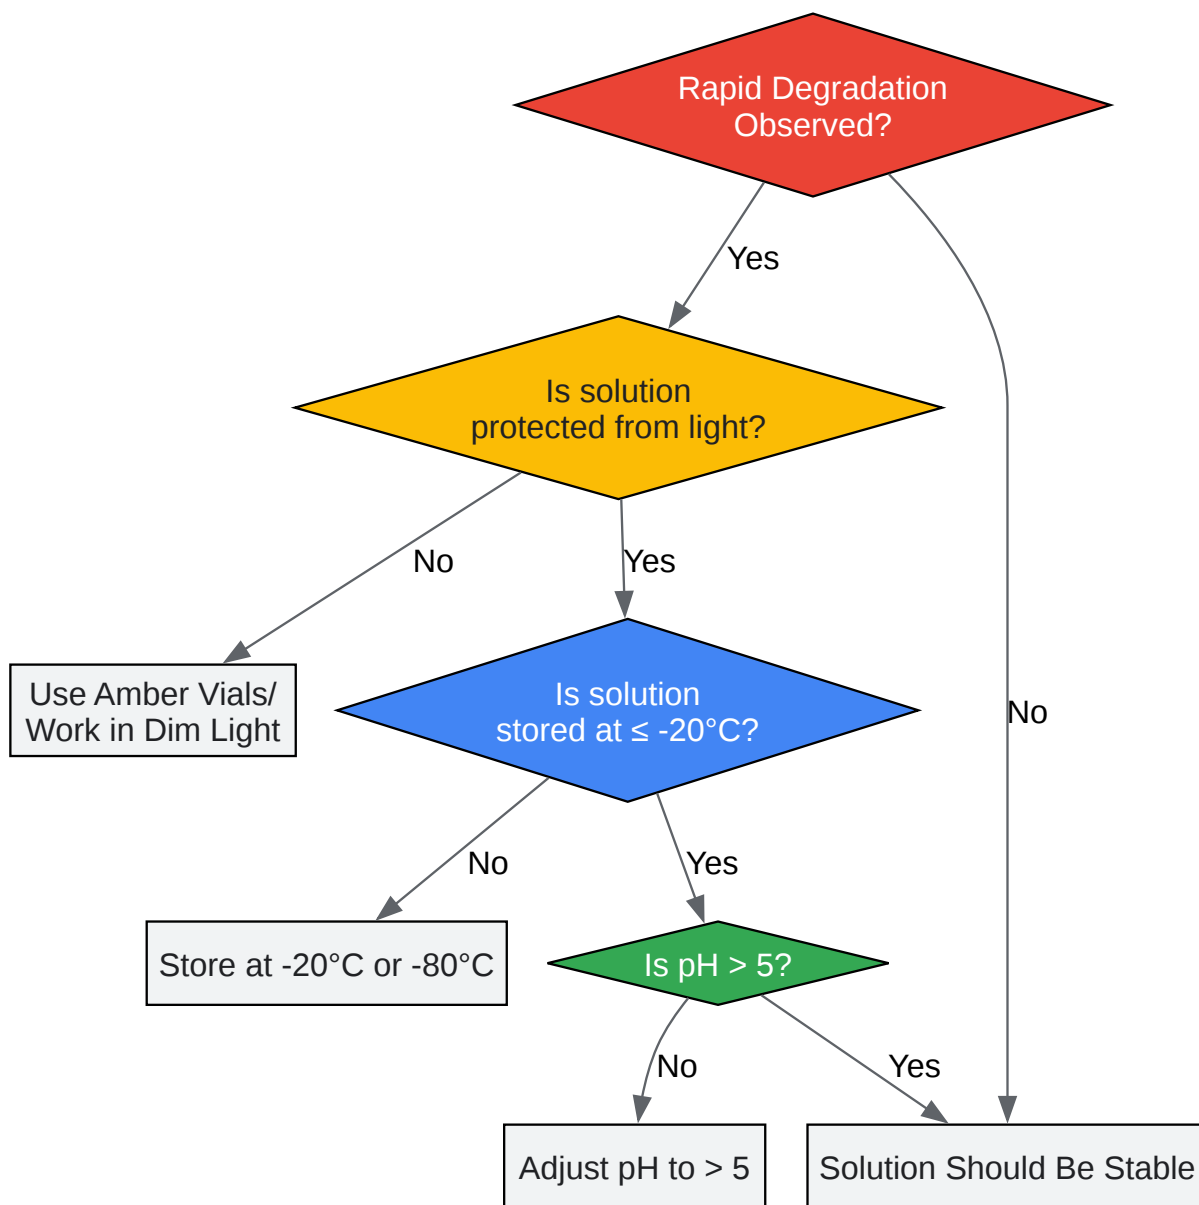 Rapid Degradation
Observed?
Yes
Is solution
protected from light?
No
Yes
Use Amber Vials/
Work in Dim Light
Is solution
stored at ≤ -20°C?
No
No
Yes
Store at -20°C or -80°C
Is pH > 5?
No
Yes
Adjust pH to > 5
Solution Should Be Stable